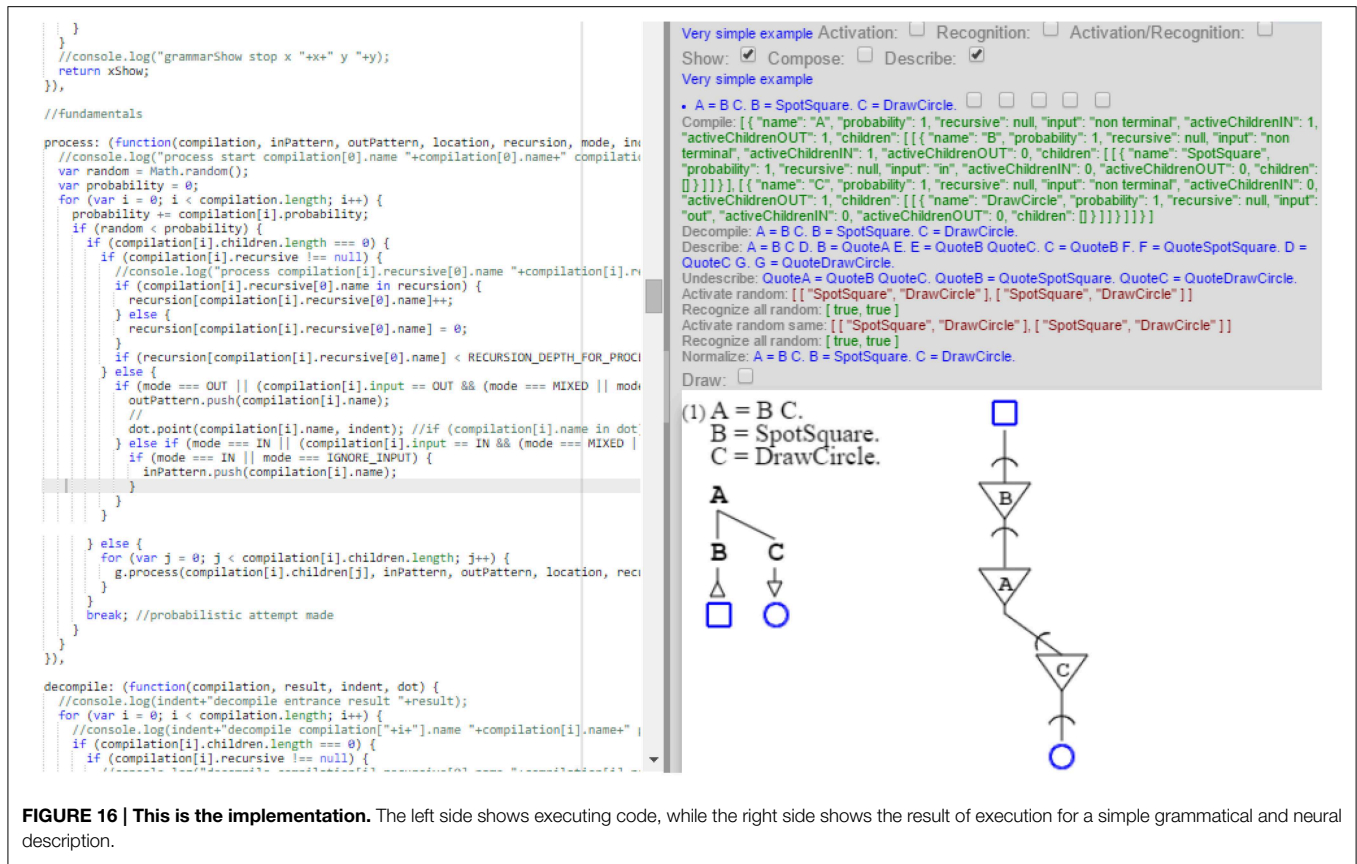 }
}
//console.log("grammarShow stop x "+x+" y "+y);
return xShow;
}),
//fundamentals
process: (function(compilation, inPattern, outPattern, location, recursion, mode, ind
//console.log("process start compilation[0].name "+compilation[0].name+" compilatio
var random = Math.random();
var probability = 0;
for (var i = 0; i < compilation.length; i++) {
probability += compilation[i].probability;
if (random < probability) {
if (compilation[i].children.length === 0) {
if (compilation[i].recursive !== null) {
//console.log("process compilation[i].recursive[0].name "+compilation[i].re
if (compilation[i].recursive[0].name in recursion) {
recursion[compilation[i].recursive[0].name]++;
} else {
recursion[compilation[i].recursive[0].name] = 0;
}
if (recursion[compilation[i].recursive[0].name] < RECURSION_DEPTH_FOR_PROCE
} else {
if (mode === OUT || (compilation[i].input == OUT && (mode === MIXED || mode
outPattern.push(compilation[i].name);
//
dot.point(compilation[i].name, indent); //if (compilation[i].name in dot)
} else if (mode === IN || (compilation[i].input == IN && (mode === MIXED |
if (mode === IN || mode === IGNORE_INPUT) {
inPattern.push(compilation[i].name);
}
}
}
} else {
for (var j = 0; j < compilation[i].children.length; j++) {
g.process(compilation[i].children[j], inPattern, outPattern, location, recu
}
}
break; //probabilistic attempt made
}
}
}),
decompile: (function(compilation, result, indent, dot) {
//console.log(indent+"decompile entrance result "+result);
for (var i = 0; i < compilation.length; i++) {
//console.log(indent+"decompile compilation["+i+"].name "+compilation[i].name+" p
if (compilation[i].children.length === 0) {
if (compilation[i].recursive !== null) {
Very simple example Activation: Recognition: Activation/Recognition:
Show: Compose: Describe:
Very simple example
• A = B C. B = SpotSquare. C = DrawCircle.
Compile: [ { "name": "A", "probability": 1, "recursive": null, "input": "non terminal", "activeChildrenIN": 1,
"activeChildrenOUT": 1, "children": [ [ { "name": "B", "probability": 1, "recursive": null, "input": "non
terminal", "activeChildrenIN": 1, "activeChildrenOUT": 0, "children": [ [ { "name": "SpotSquare",
"probability": 1, "recursive": null, "input": "in", "activeChildrenIN": 0, "activeChildrenOUT": 0, "children":
[] } ] ] } ], [ { "name": "C", "probability": 1, "recursive": null, "input": "non terminal", "activeChildrenIN": 0,
"activeChildrenOUT": 1, "children": [ [ { "name": "DrawCircle", "probability": 1, "recursive": null, "input":
"out", "activeChildrenIN": 0, "activeChildrenOUT": 0, "children": [] } ] ] } ] ] } ]
Decompile: A = B C. B = SpotSquare. C = DrawCircle.
Describe: A = B C D. B = QuoteA E. E = QuoteB QuoteC. C = QuoteB F. F = QuoteSpotSquare. D =
QuoteC G. G = QuoteDrawCircle.
Undescribe: QuoteA = QuoteB QuoteC. QuoteB = QuoteSpotSquare. QuoteC = QuoteDrawCircle.
Activate random: [ [ "SpotSquare", "DrawCircle" ], [ "SpotSquare", "DrawCircle" ] ]
Recognize all random: [ true, true ]
Activate random same: [ [ "SpotSquare", "DrawCircle" ], [ "SpotSquare", "DrawCircle" ] ]
Recognize all random: [ true, true ]
Normalize: A = B C. B = SpotSquare. C = DrawCircle.
Draw:
(1) A = B C.
B = SpotSquare.
C = DrawCircle.
A
B C
B
A
C
FIGURE 16 | This is the implementation. The left side shows executing code, while the right side shows the result of execution for a simple grammatical and neural
description.